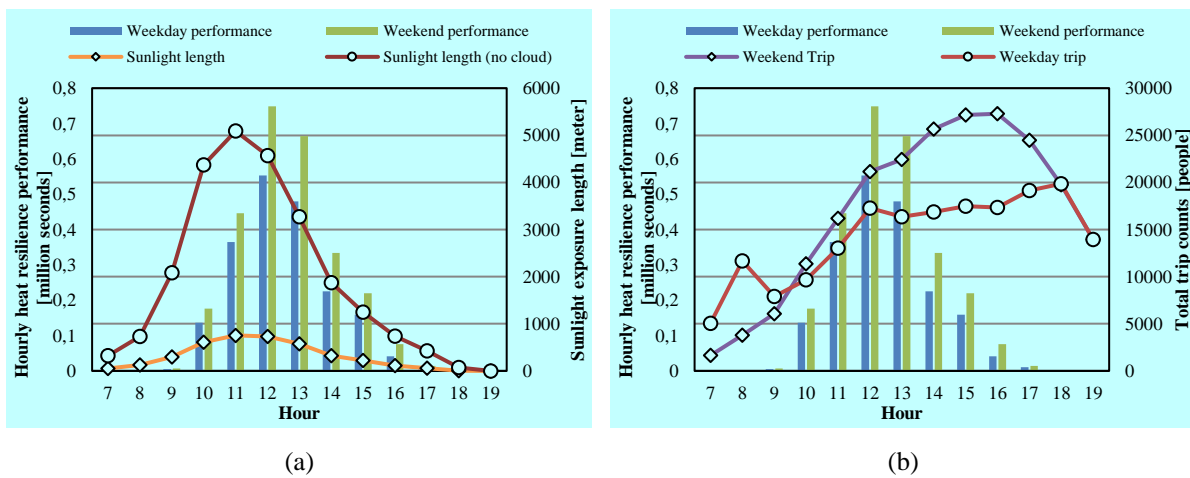 Weekday performance
Weekend performance
Sunlight length
Sunlight length (no cloud)
Hourly heat resilience performance
[million seconds]
0,8
0,7
0,6
0,5
0,4
0,3
0,2
0,1
0
6000
5000
4000
3000
2000
1000
0
Sunlight exposure length [meter]
7 8 9 10 11 12 13 14 15 16 17 18 19
Hour
(a)
Weekday performance
Weekend performance
Weekend Trip
Weekday trip
Hourly heat resilience performance
[million seconds]
0,8
0,7
0,6
0,5
0,4
0,3
0,2
0,1
0
30000
25000
20000
15000
10000
5000
0
Total trip counts [people]
7 8 9 10 11 12 13 14 15 16 17 18 19
Hour
(b)